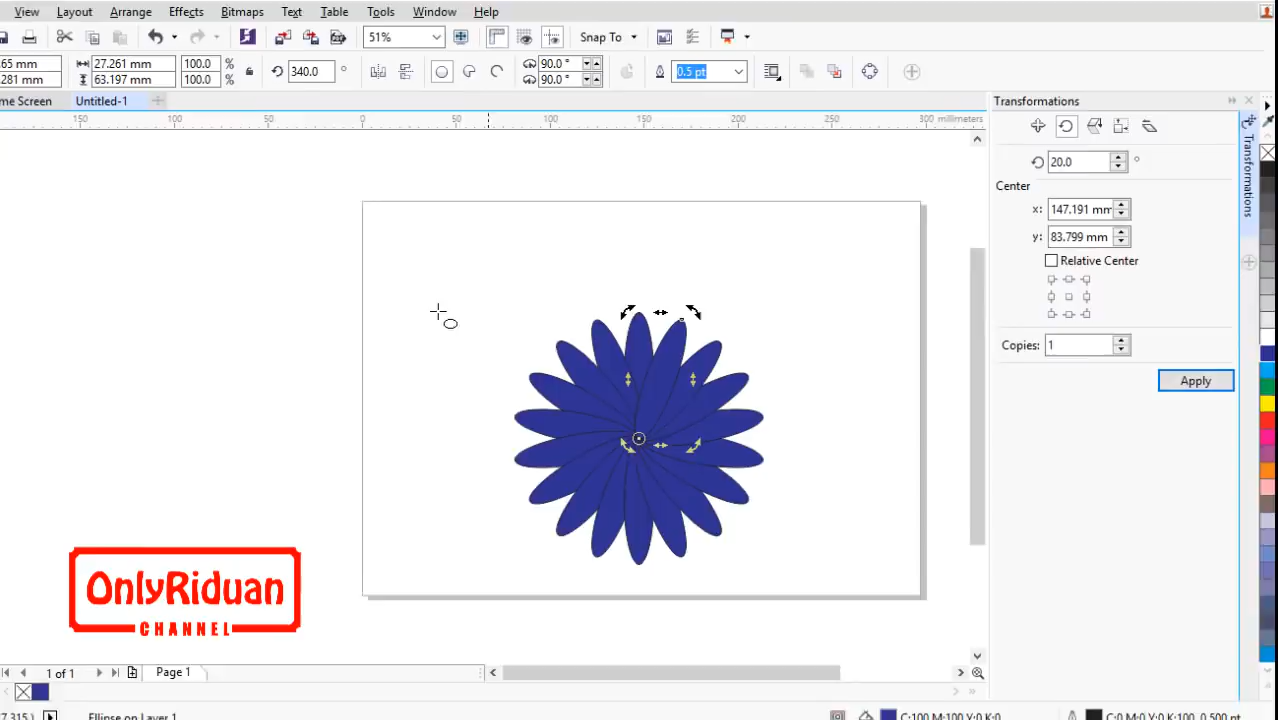 View Layout Arrange Effects Bitmaps Text Table Tools Window Help
51% Snap To
65 mm 27.261 mm 100.0 % 340.0 ° 90.0 ° 0.5 pt
281 mm 63.197 mm 100.0 % 90.0 °
me Screen Untitled-1
150 100 50 0 50 100 150 200 250 300 millimeters
Transformations
20.0 °
Center
x: 147.191 mm
y: 83.799 mm
Relative Center
Copies: 1
Apply
Transformations
OnlyRiduan
CHANNEL
1 of 1 Page 1
27.315 ) Ellipse on Layer 1 C:100 M:100 Y:0 K:0 C:0 M:0 Y:0 K:100 0.500 pt